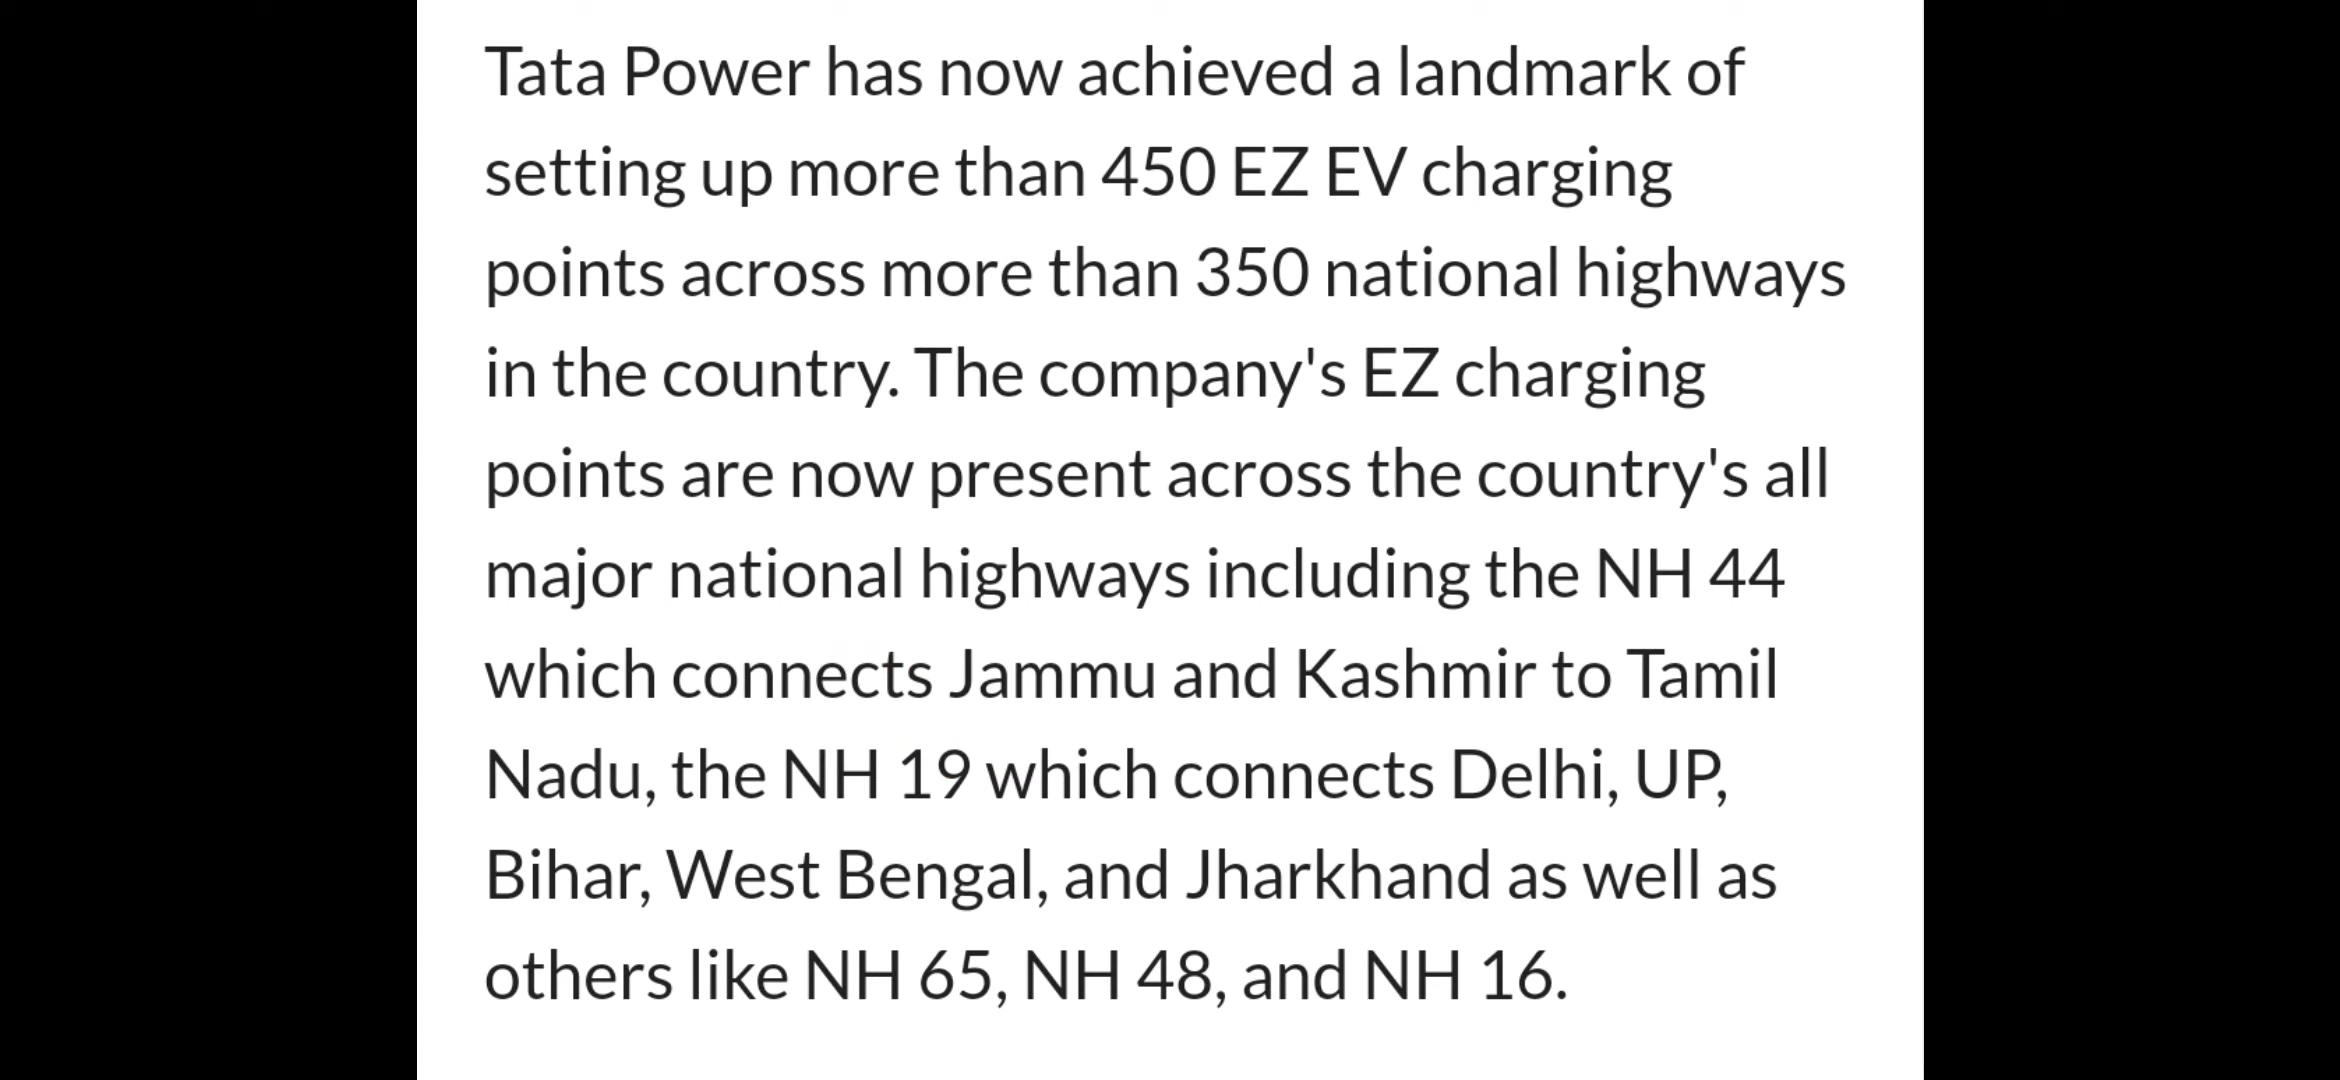 Tata Power has now achieved a landmark of
setting up more than 450 EZ EV charging
points across more than 350 national highways
in the country. The company's EZ charging
points are now present across the country's all
major national highways including the NH 44
which connects Jammu and Kashmir to Tamil
Nadu, the NH 19 which connects Delhi, UP,
Bihar, West Bengal, and Jharkhand as well as
others like NH 65, NH 48, and NH 16.